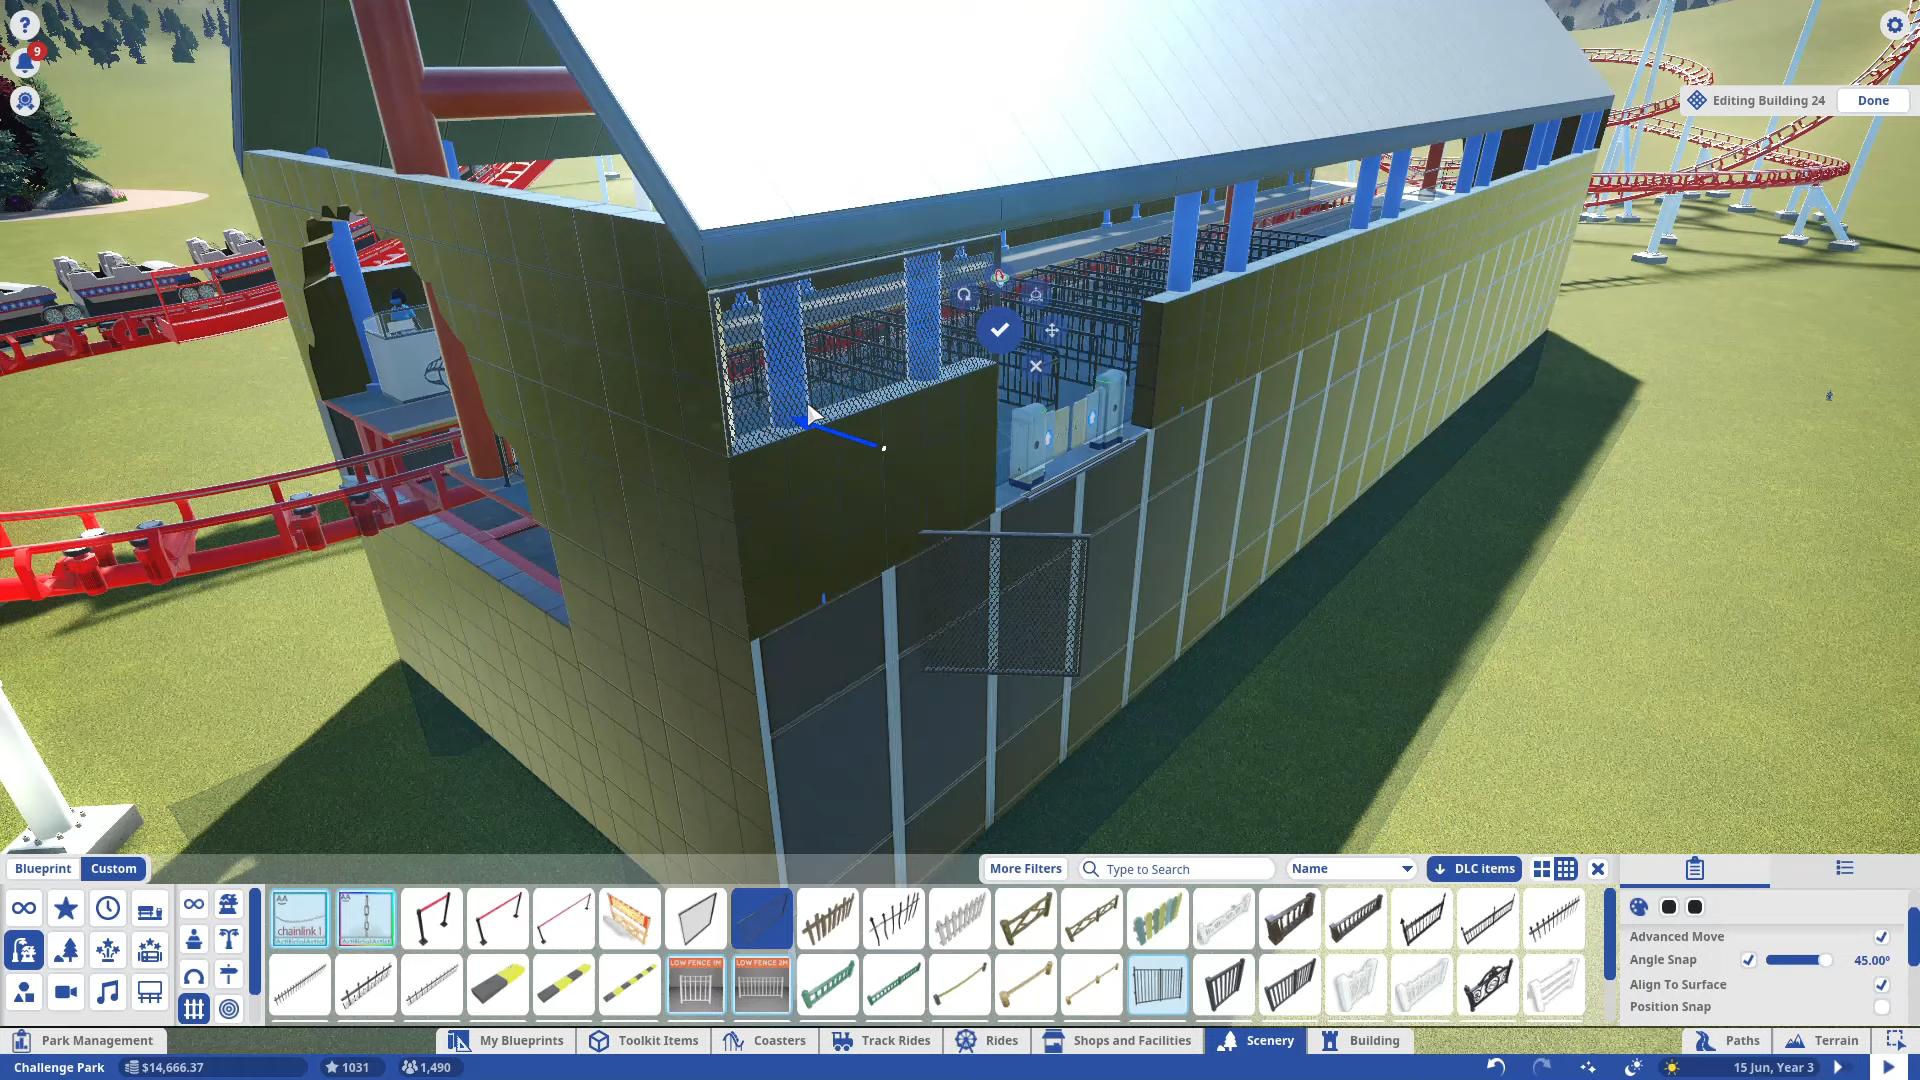 ?
9
Editing Building 24
Done
Blueprint
Custom
More Filters
Type to Search
Name
DLC items
AA
chainlink 1
AA
LOW FENCE 1M
LOW FENCE 2M
Advanced Move
Angle Snap
45.00°
Align To Surface
Position Snap
Park Management
My Blueprints
Toolkit Items
Coasters
Track Rides
Rides
Shops and Facilities
Scenery
Building
Paths
Terrain
Challenge Park
$14,666.37
1031
1,490
15 Jun, Year 3